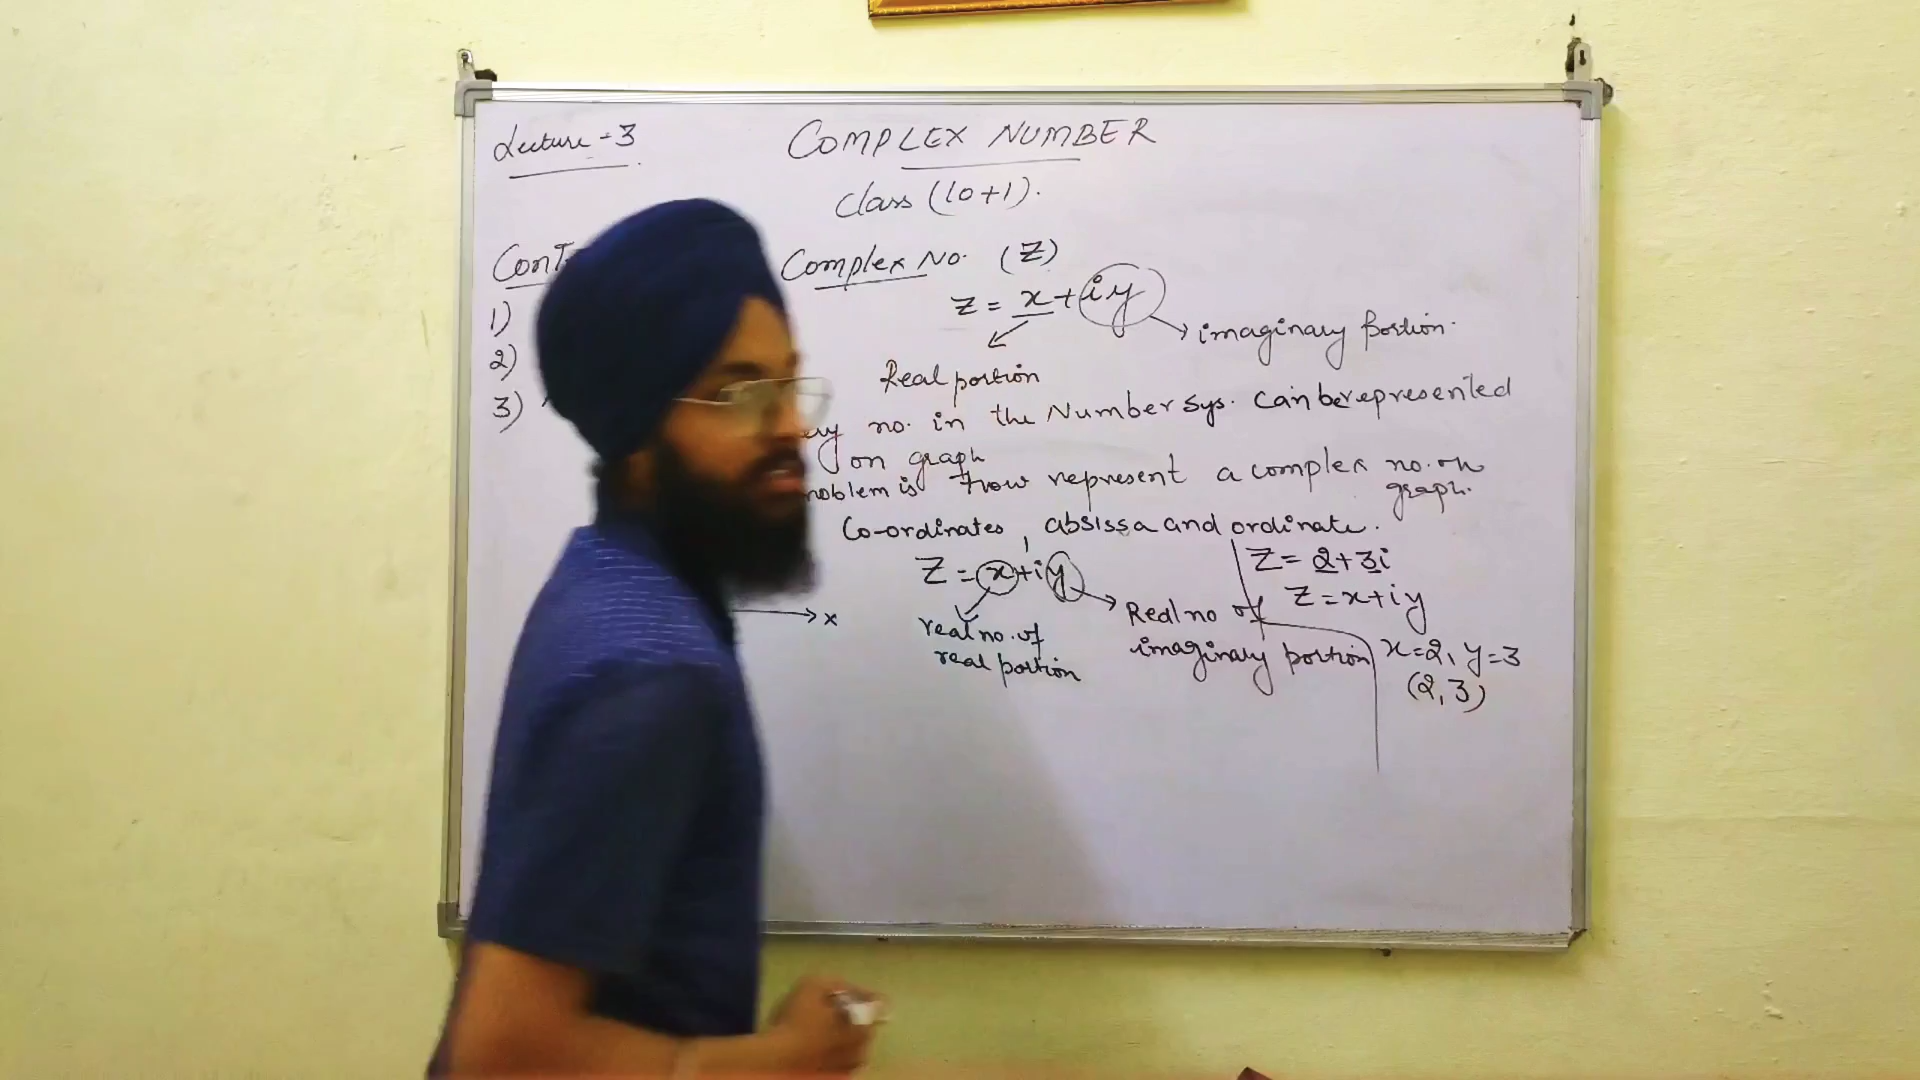 Lecture - 3
COMPLEX NUMBER
Class (10+1).
1)
2)
3)
Complex No. (Z)
Z = x + iy
imaginary portion.
Real portion
no. in the Number Sys. Can be represented
on graph
is How represent a complex no. on
graph.
Co-ordinates, absissa and ordinate.
Z = x + iy
real no. of
real portion
Real no of
imaginary portion
x
Z = 2 + 3i
Z = x + iy
x = 2, y = 3
(2, 3)